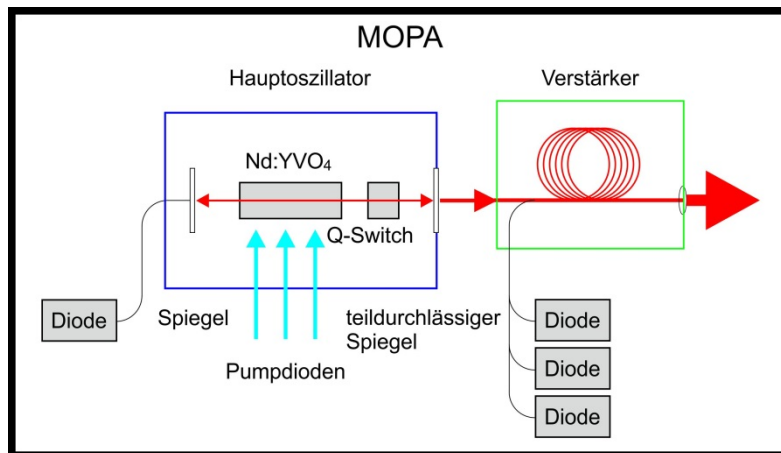 MOPA
Hauptoszillator
Verstärker
Nd:YVO₄
Q-Switch
Diode
Spiegel
teildurchlässiger
Spiegel
Pumpdioden
Diode
Diode
Diode